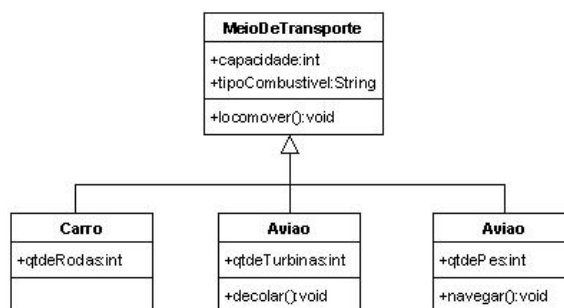 MeioDeTransporte
+capacidade:int
+tipoCombustivel:String
+locomover():void
Carro
+qtdeRodas:int
Aviao
+qtdeTurbinas:int
+decolar():void
Aviao
+qtdePes:int
+navegar():void